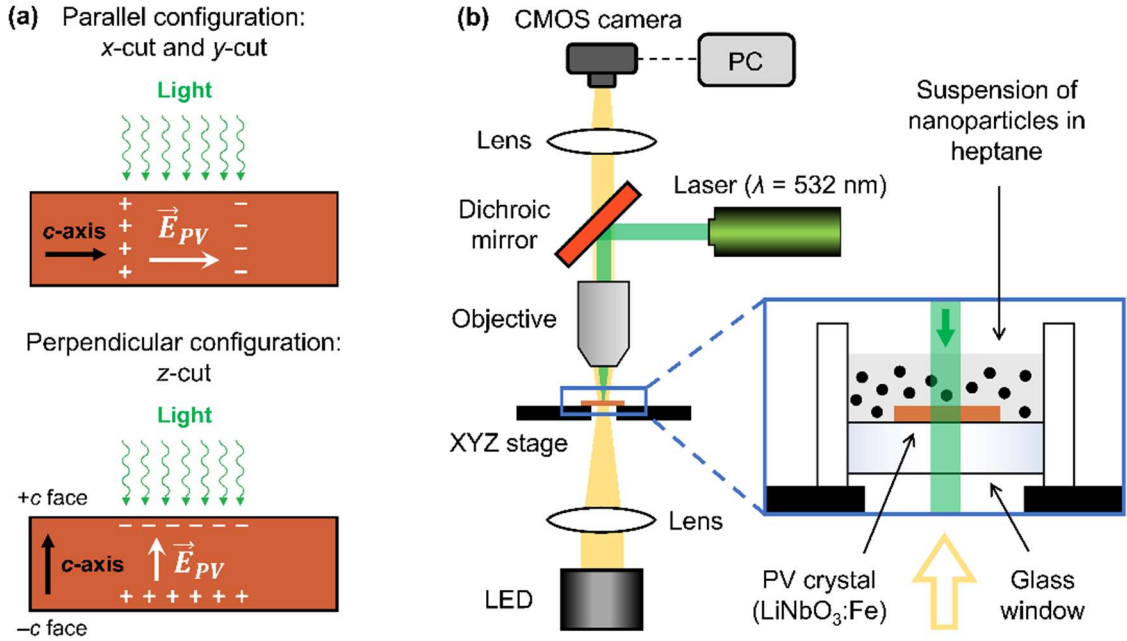 (a)
Parallel configuration:
x-cut and y-cut
Light
+ −
+ −
+ −
+ −
c-axis
E⃗PV
Perpendicular configuration:
z-cut
Light
+c face
− − − − − −
c-axis
E⃗PV
+ + + + + +
−c face
(b)
CMOS camera
PC
Lens
Laser (λ = 532 nm)
Dichroic
mirror
Objective
XYZ stage
Lens
LED
Suspension of
nanoparticles in
heptane
PV crystal
(LiNbO₃:Fe)
Glass
window